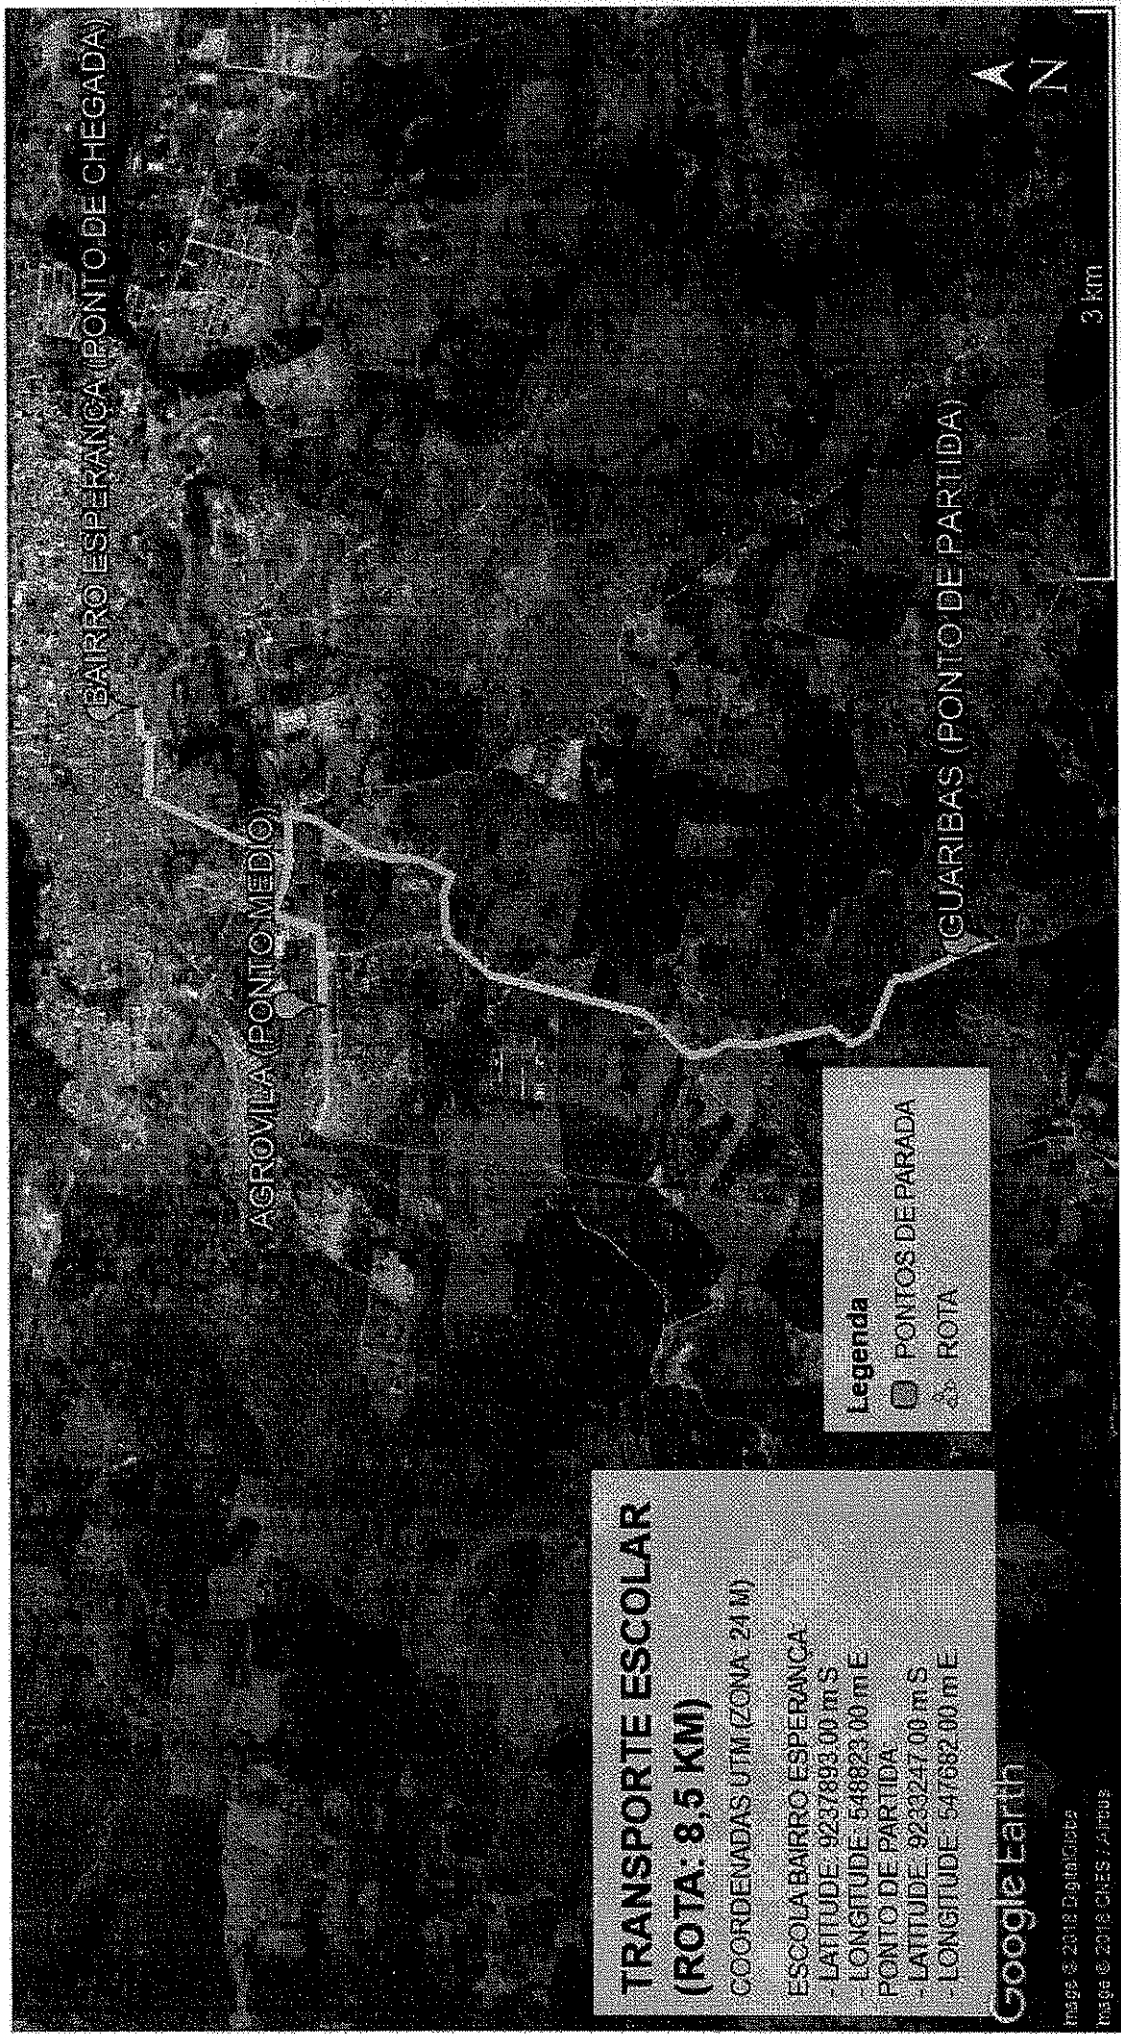 BAIRRO ESPERANÇA (PONTO DE CHEGADA)
AGROVILA (PONTO MEDIO)
GUARIBAS (PONTO DE PARTIDA)
N
3 km
Legenda
PONTOS DE PARADA
ROTA
TRANSPORTE ESCOLAR
(ROTA: 8,5 KM)
COORDENADAS UTM (ZONA: 24 M)
ESCOLA BAIRRO ESPERANÇA:
- LATITUDE: 9237893.00 m S
- LONGITUDE: 548823.00 m E
PONTO DE PARTIDA:
- LATITUDE: 9233247.00 m S
- LONGITUDE: 547682.00 m E
Google Earth
Image © 2018 DigitalGlobe
Image © 2018 CNES / Airbus